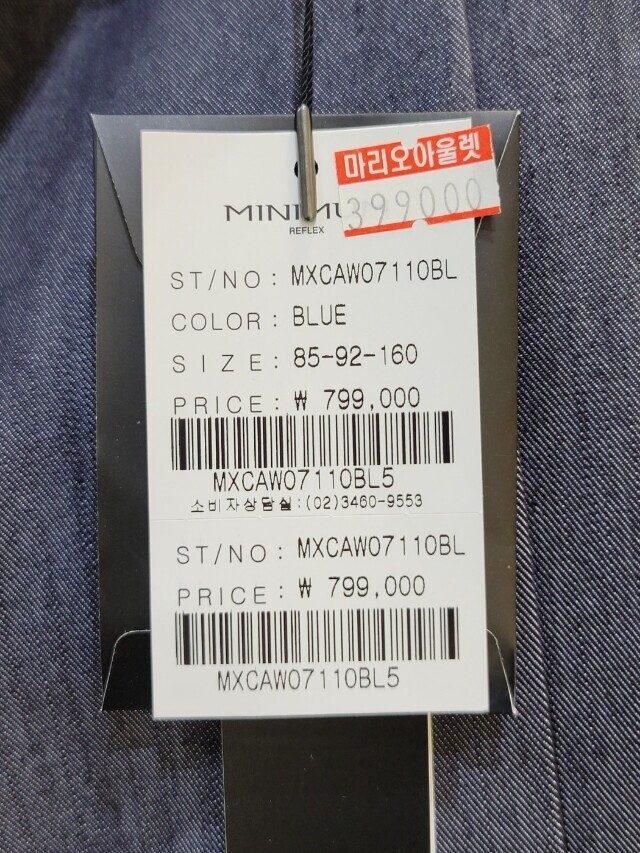 마리오아울렛
399000
MINIMU
REFLEX
ST/NO: MXCAW07110BL
COLOR: BLUE
SIZE: 85-92-160
PRICE: ₩ 799,000
MXCAW07110BL5
소비자상담실:(02)3460-9553
ST/NO: MXCAW07110BL
PRICE: ₩ 799,000
MXCAW07110BL5